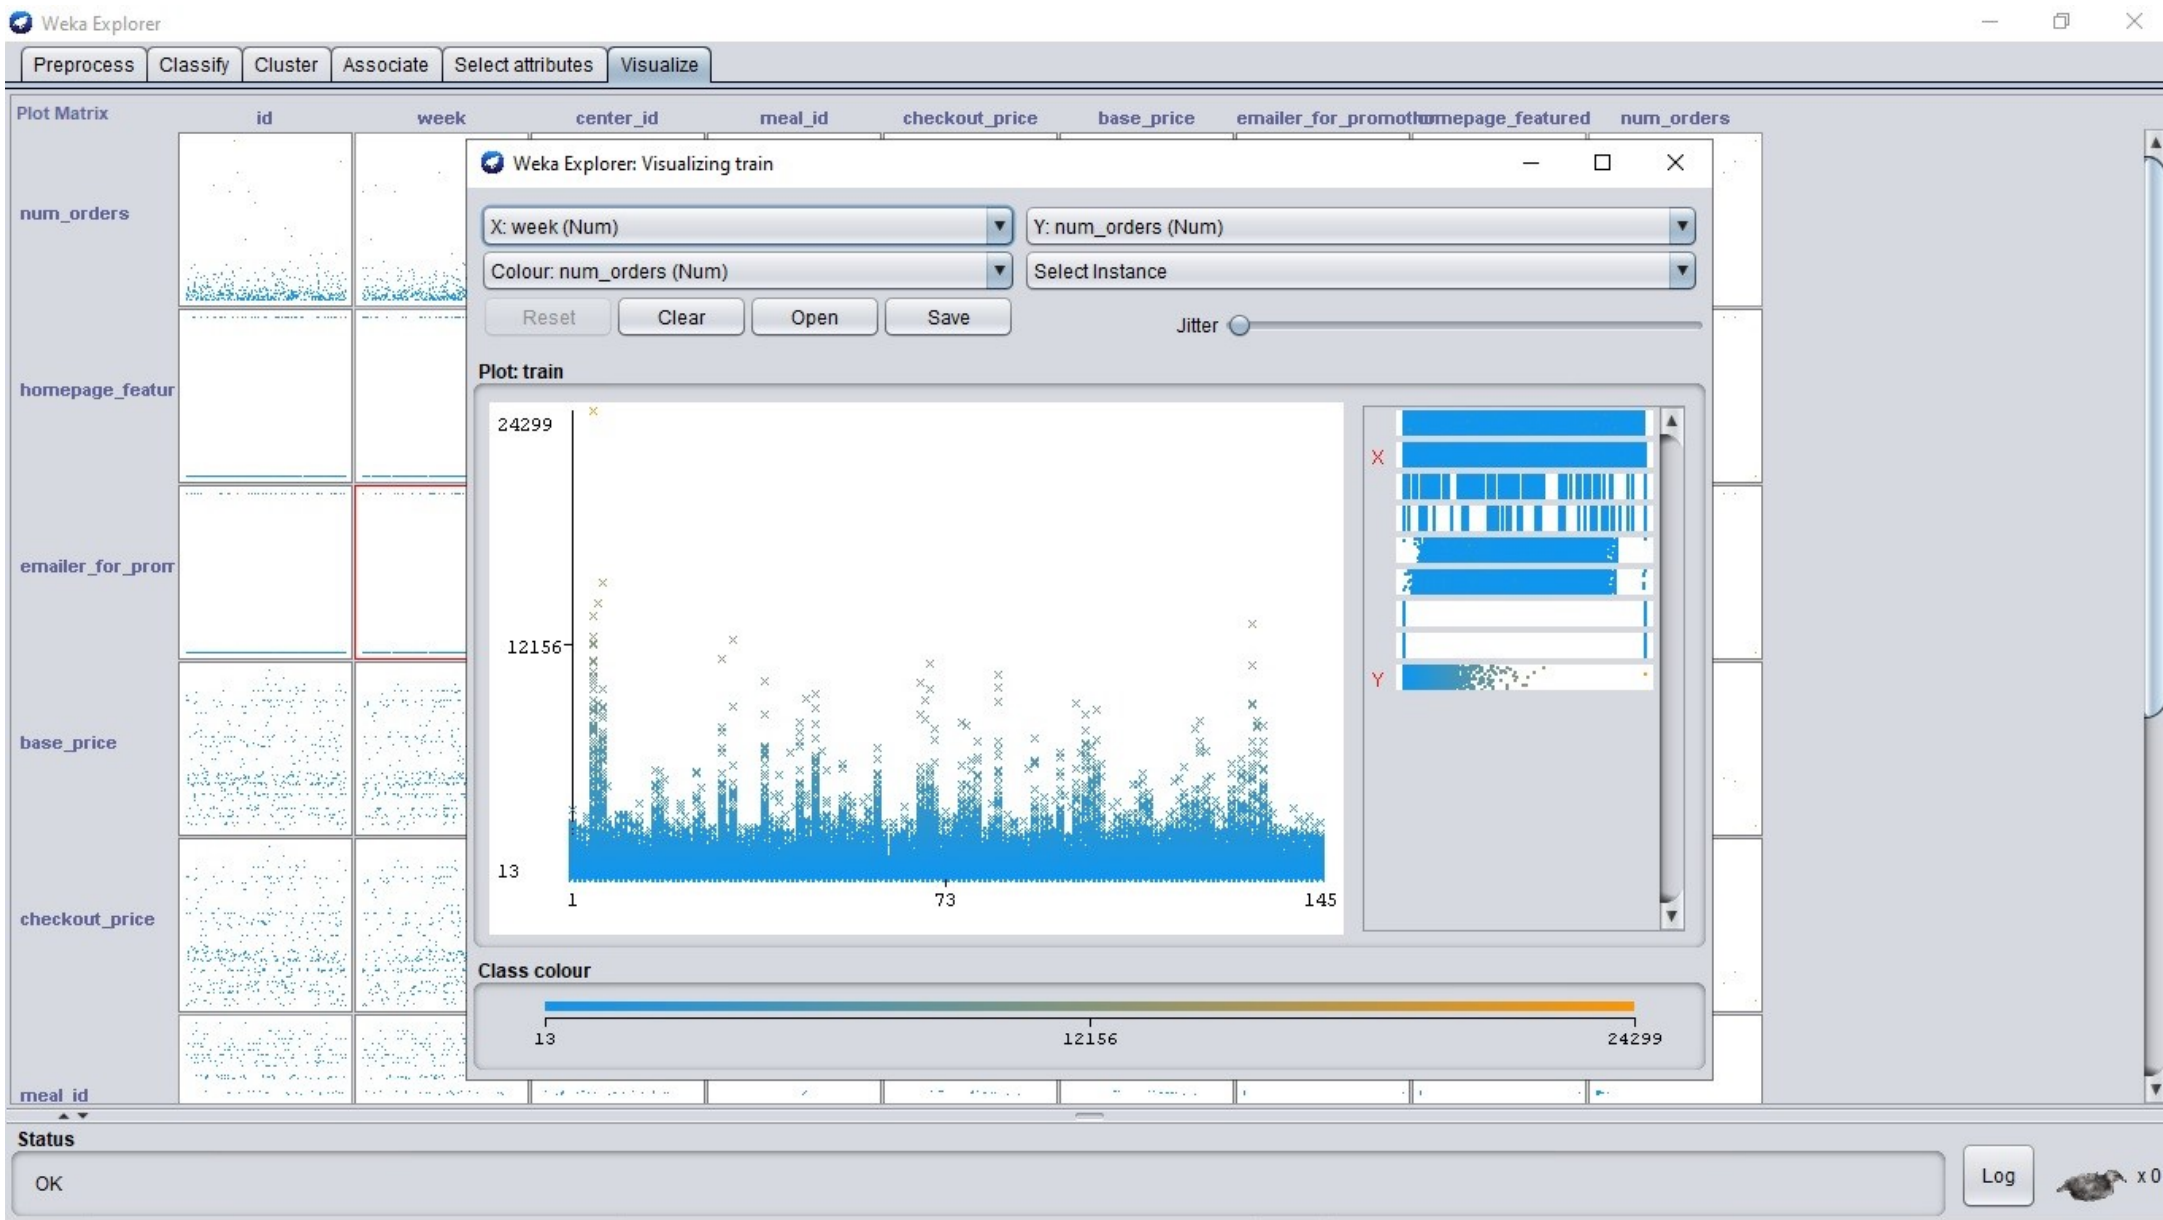 Weka Explorer
Preprocess Classify Cluster Associate Select attributes Visualize
Plot Matrix id week center_id meal_id checkout_price base_price emailer_for_promotion homepage_featured num_orders
Weka Explorer: Visualizing train
num_orders
X: week (Num) Y: num_orders (Num)
Colour: num_orders (Num) Select Instance
Reset Clear Open Save Jitter
Plot: train
homepage_featur
24299
X
emailer_for_prom
12156
Y
base_price
13
1 73 145
checkout_price
Class colour
13 12156 24299
meal_id
Status
OK Log x 0